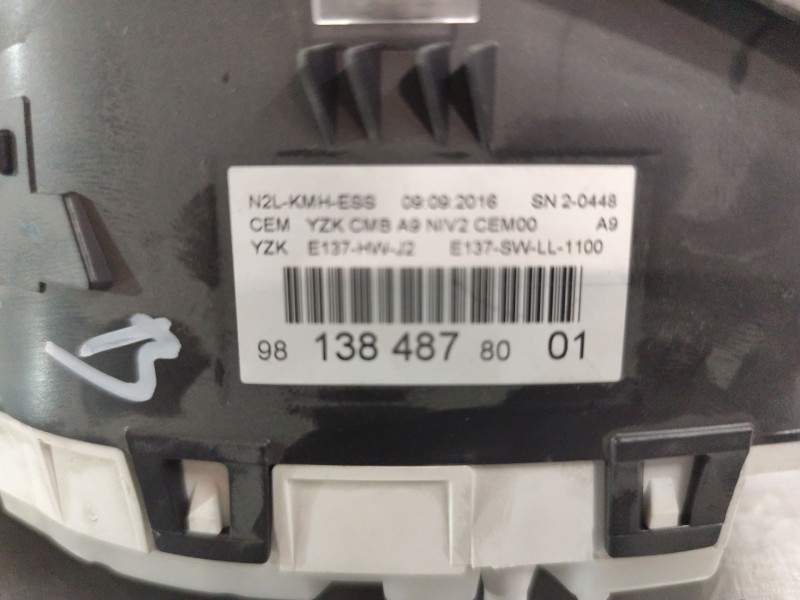 N2L-KMH-ESS 09:09:2016 SN 2-0448
CEM YZK CMB A9 NIV2 CEM00 A9
YZK E137-HW-J2 E137-SW-LL-1100
98 138 487 80 01